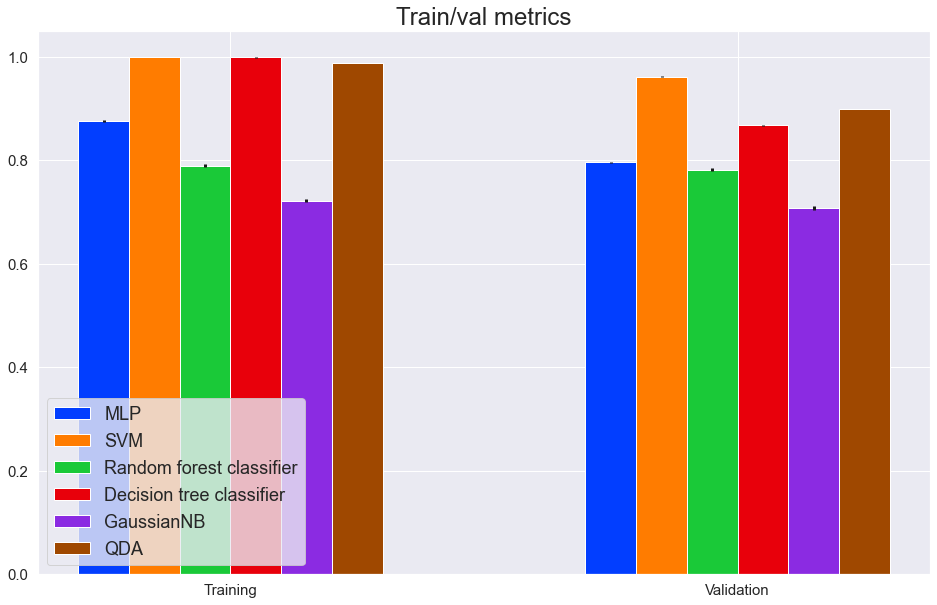 Train/val metrics
1.0
0.8
0.6
0.4
0.2
0.0
MLP
SVM
Random forest classifier
Decision tree classifier
GaussianNB
QDA
Training
Validation